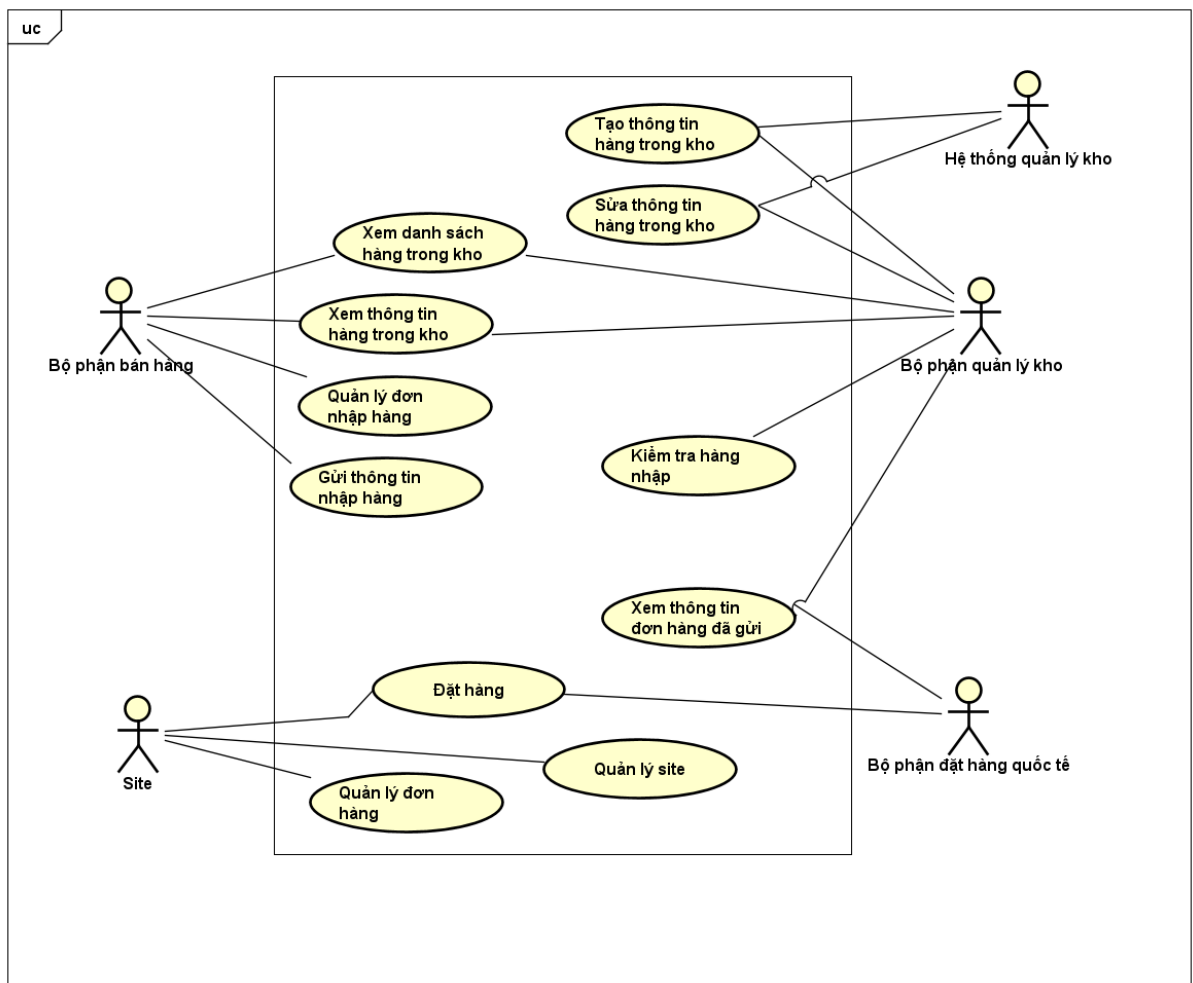 uc
Tạo thông tin
hàng trong kho
Hệ thống quản lý kho
Sửa thông tin
hàng trong kho
Xem danh sách
hàng trong kho
Xem thông tin
hàng trong kho
Bộ phận bán hàng
Bộ phận quản lý kho
Quản lý đơn
nhập hàng
Kiểm tra hàng
nhập
Gửi thông tin
nhập hàng
Xem thông tin
đơn hàng đã gửi
Đặt hàng
Bộ phận đặt hàng quốc tế
Quản lý site
Site
Quản lý đơn
hàng